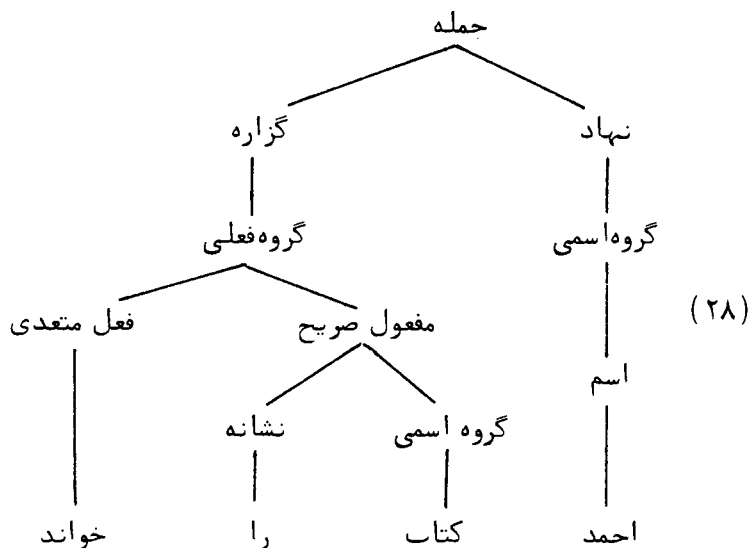 جمله
نهاد گزاره
گروه اسمی گروه فعلی
(۲۸)
مفعول صریح فعل متعدی
اسم
گروه اسمی نشانه
احمد کتاب را خواند